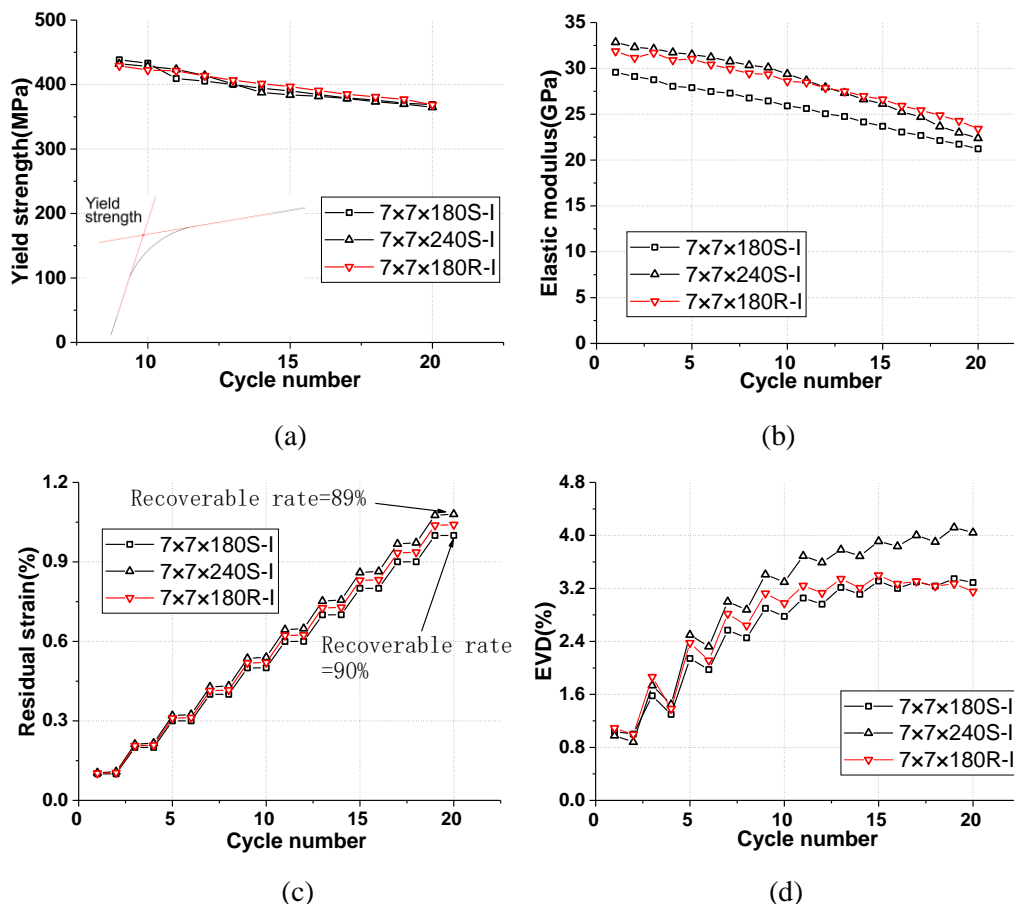 500
400
300
200
100
0
Yield strength(MPa)
Yield
strength
7×7×180S-I
7×7×240S-I
7×7×180R-I
10
15
20
Cycle number
(a)
35
30
25
20
15
10
5
0
Elastic modulus(GPa)
7×7×180S-I
7×7×240S-I
7×7×180R-I
0
5
10
15
20
Cycle number
(b)
1.2
0.9
0.6
0.3
0.0
Residual strain(%)
Recoverable rate=89%
7×7×180S-I
7×7×240S-I
7×7×180R-I
Recoverable rate
=90%
0
5
10
15
20
Cycle number
(c)
4.8
4.0
3.2
2.4
1.6
0.8
0.0
EVD(%)
7×7×180S-I
7×7×240S-I
7×7×180R-I
0
5
10
15
20
Cycle number
(d)